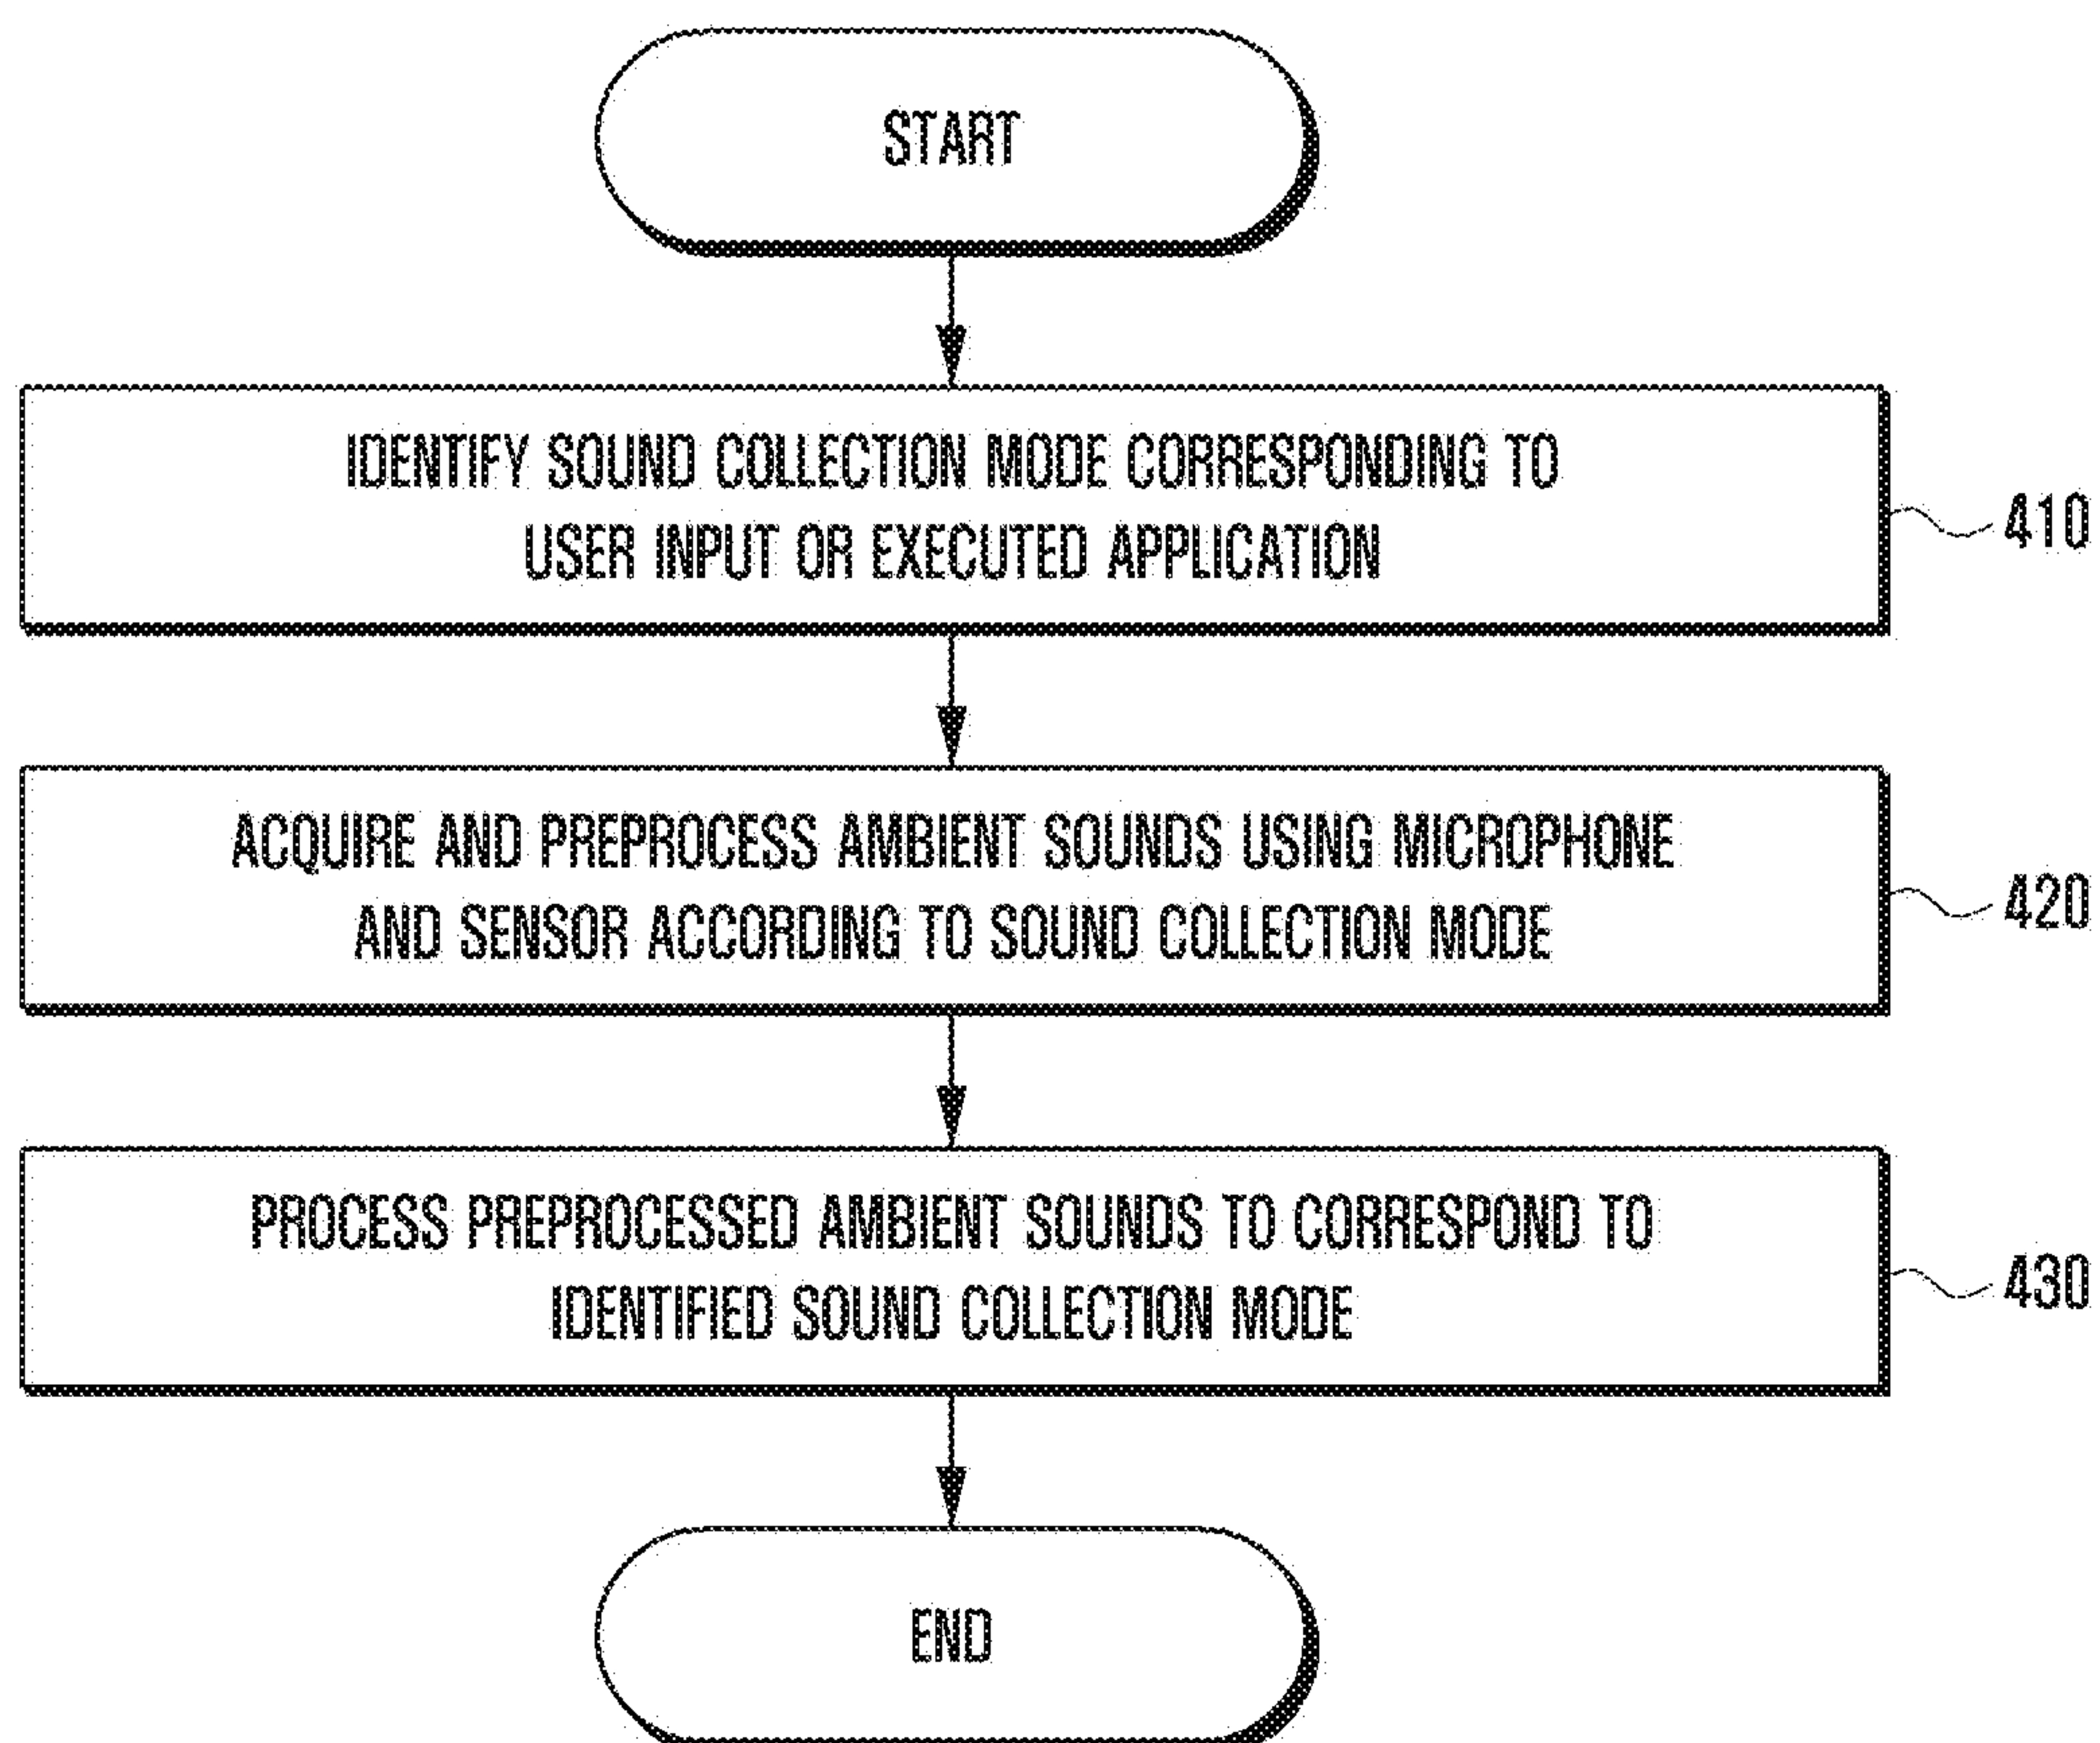 START
IDENTIFY SOUND COLLECTION MODE CORRESPONDING TO
USER INPUT OR EXECUTED APPLICATION
410
ACQUIRE AND PREPROCESS AMBIENT SOUNDS USING MICROPHONE
AND SENSOR ACCORDING TO SOUND COLLECTION MODE
420
PROCESS PREPROCESSED AMBIENT SOUNDS TO CORRESPOND TO
IDENTIFIED SOUND COLLECTION MODE
430
END